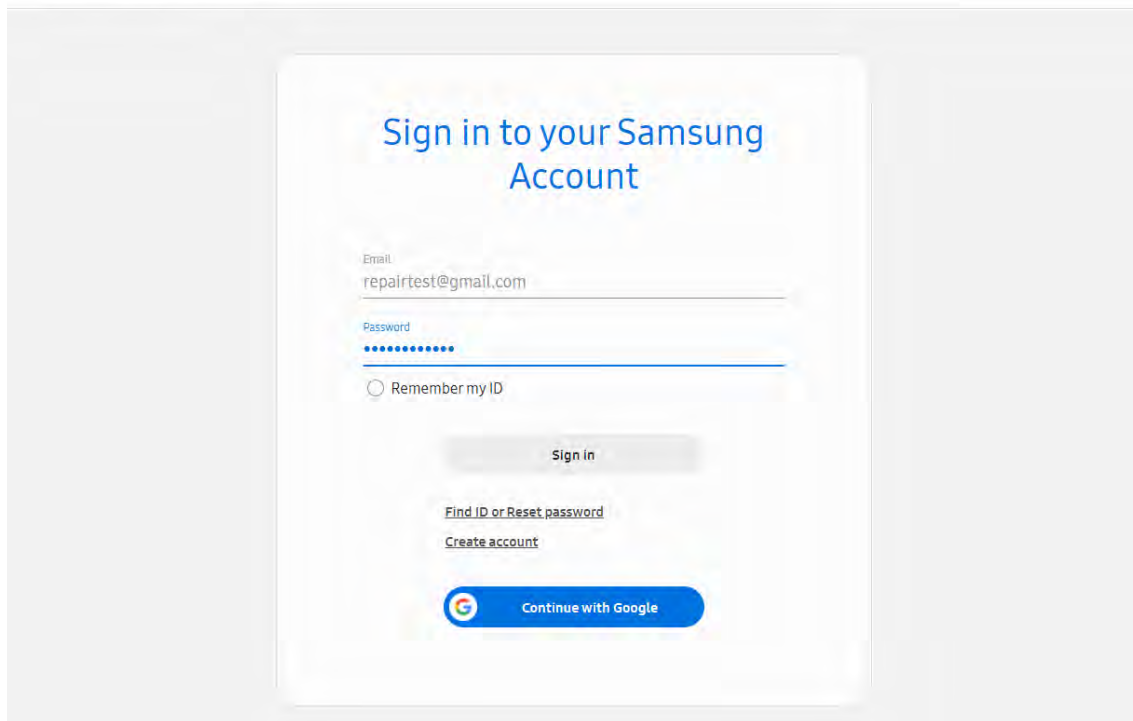 Sign in to your Samsung
Account
Email
repairtest@gmail.com
Password
••••••••••••
Remember my ID
Sign in
Find ID or Reset password
Create account
G
Continue with Google